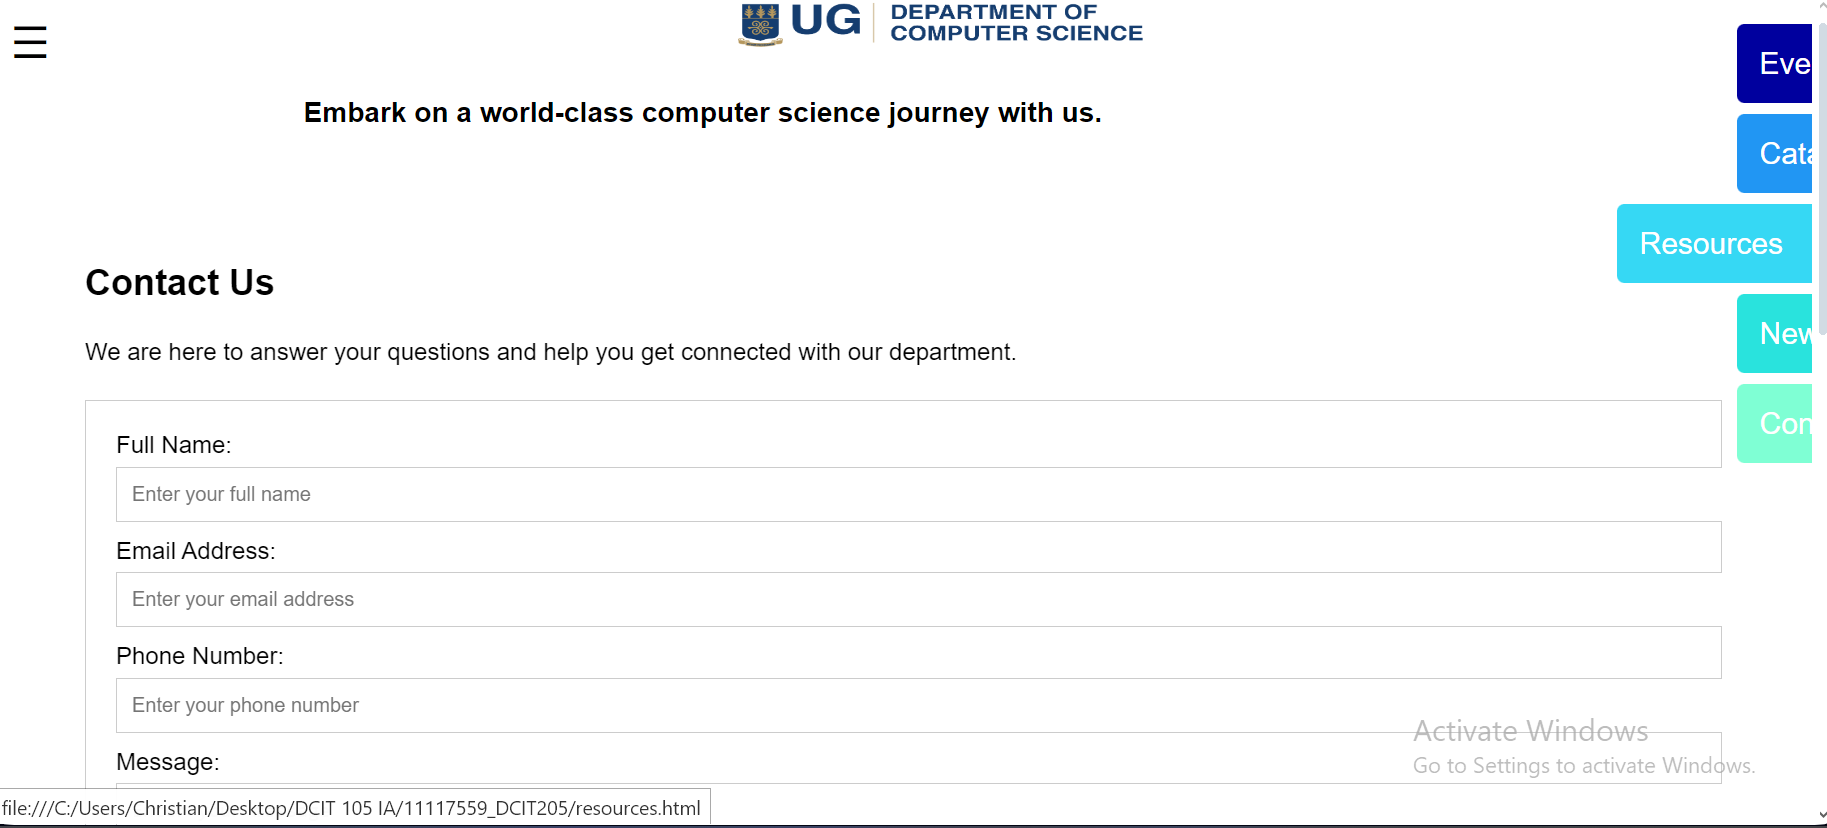 UG
DEPARTMENT OF
COMPUTER SCIENCE
Embark on a world-class computer science journey with us.
Eve
Cata
Resources
New
Con
Contact Us
We are here to answer your questions and help you get connected with our department.
Full Name:
Enter your full name
Email Address:
Enter your email address
Phone Number:
Enter your phone number
Message:
Activate Windows
Go to Settings to activate Windows.
file:///C:/Users/Christian/Desktop/DCIT 105 IA/11117559_DCIT205/resources.html